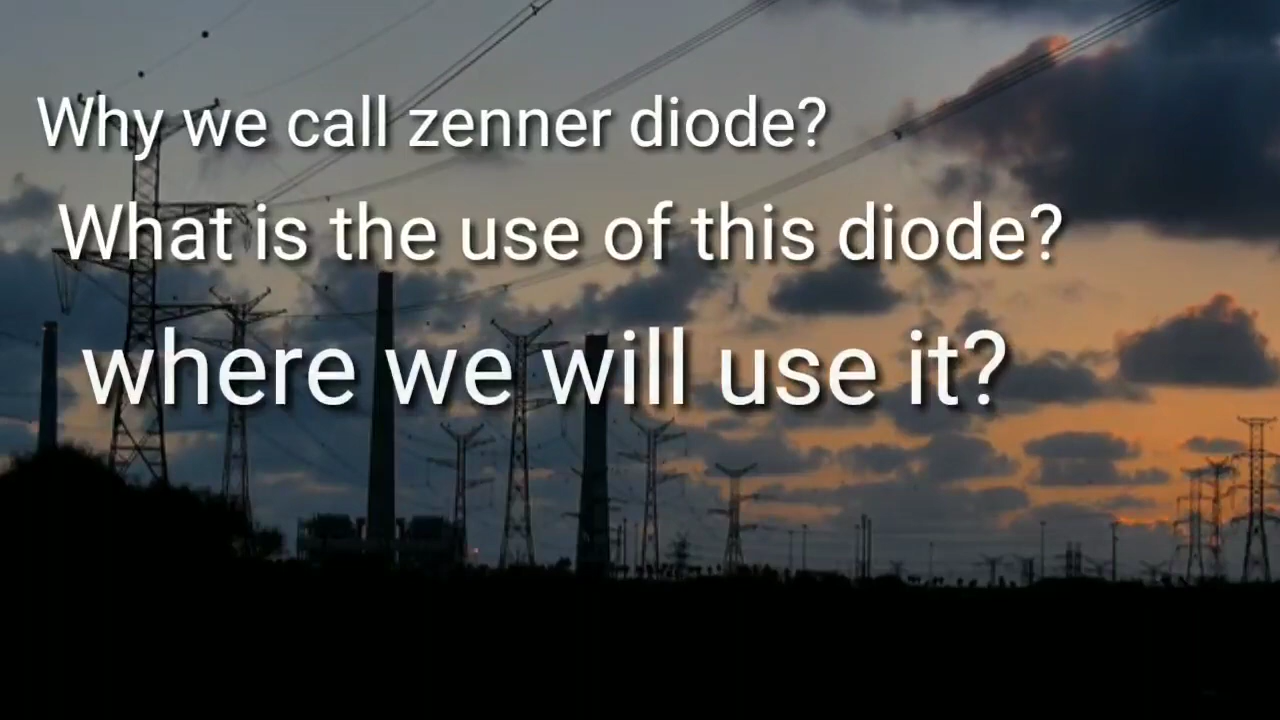 Why we call zenner diode?
What is the use of this diode?
where we will use it?